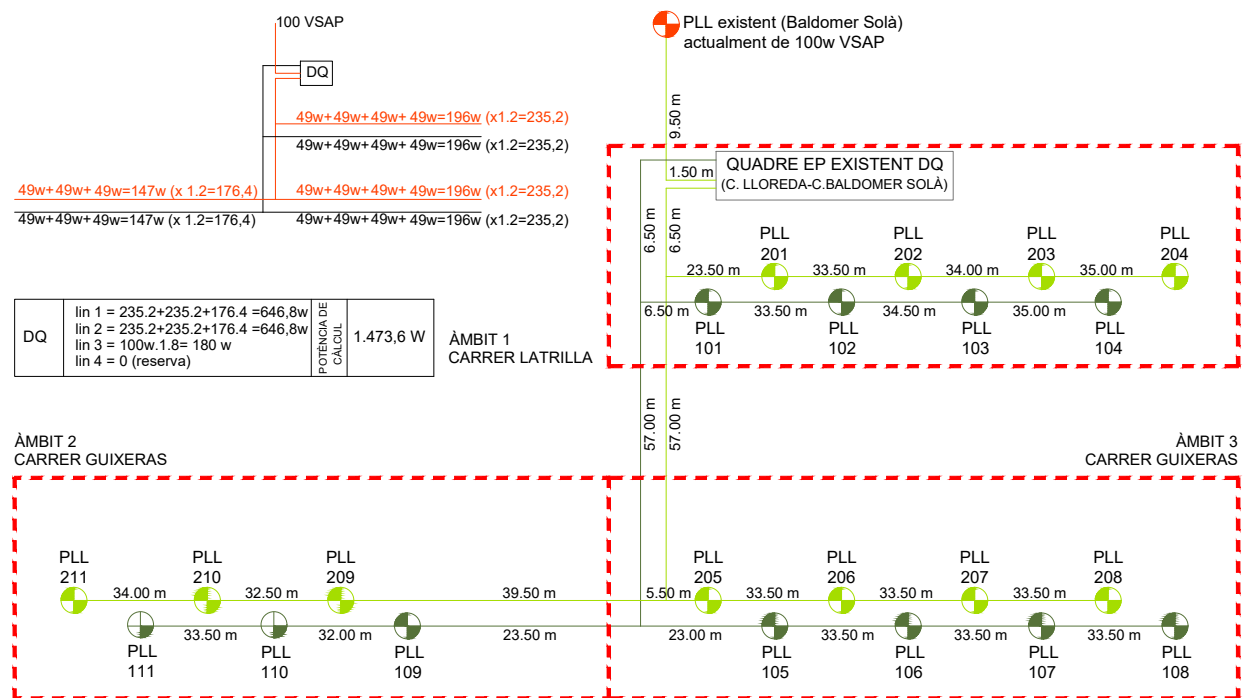 100 VSAP
DQ
49w+49w+49w+ 49w=196w (x1.2=235,2)
49w+49w+49w+ 49w=196w (x1.2=235,2)
49w+49w+ 49w=147w (x 1.2=176,4)
49w+49w+49w+ 49w=196w (x1.2=235,2)
49w+49w+ 49w=147w (x 1.2=176,4)
49w+49w+49w+ 49w=196w (x1.2=235,2)
PLL existent (Baldomer Solà)
actualment de 100w VSAP
9.50 m
1.50 m
QUADRE EP EXISTENT DQ
(C. LLOREDA-C.BALDOMER SOLÀ)
6.50 m
6.50 m
PLL
201
PLL
202
PLL
203
PLL
204
23.50 m
33.50 m
34.00 m
35.00 m
6.50 m
33.50 m
34.50 m
35.00 m
PLL
101
PLL
102
PLL
103
PLL
104
DQ
lin 1 = 235.2+235.2+176.4 =646,8w
lin 2 = 235.2+235.2+176.4 =646,8w
lin 3 = 100w.1.8= 180 w
lin 4 = 0 (reserva)
POTÈNCIA DE
CÀLCUL
1.473,6 W
ÀMBIT 1
CARRER LATRILLA
57.00 m
57.00 m
ÀMBIT 2
CARRER GUIXERAS
ÀMBIT 3
CARRER GUIXERAS
PLL
211
PLL
210
PLL
209
PLL
205
PLL
206
PLL
207
PLL
208
34.00 m
32.50 m
39.50 m
5.50 m
33.50 m
33.50 m
33.50 m
33.50 m
32.00 m
23.50 m
23.00 m
33.50 m
33.50 m
33.50 m
PLL
111
PLL
110
PLL
109
PLL
105
PLL
106
PLL
107
PLL
108